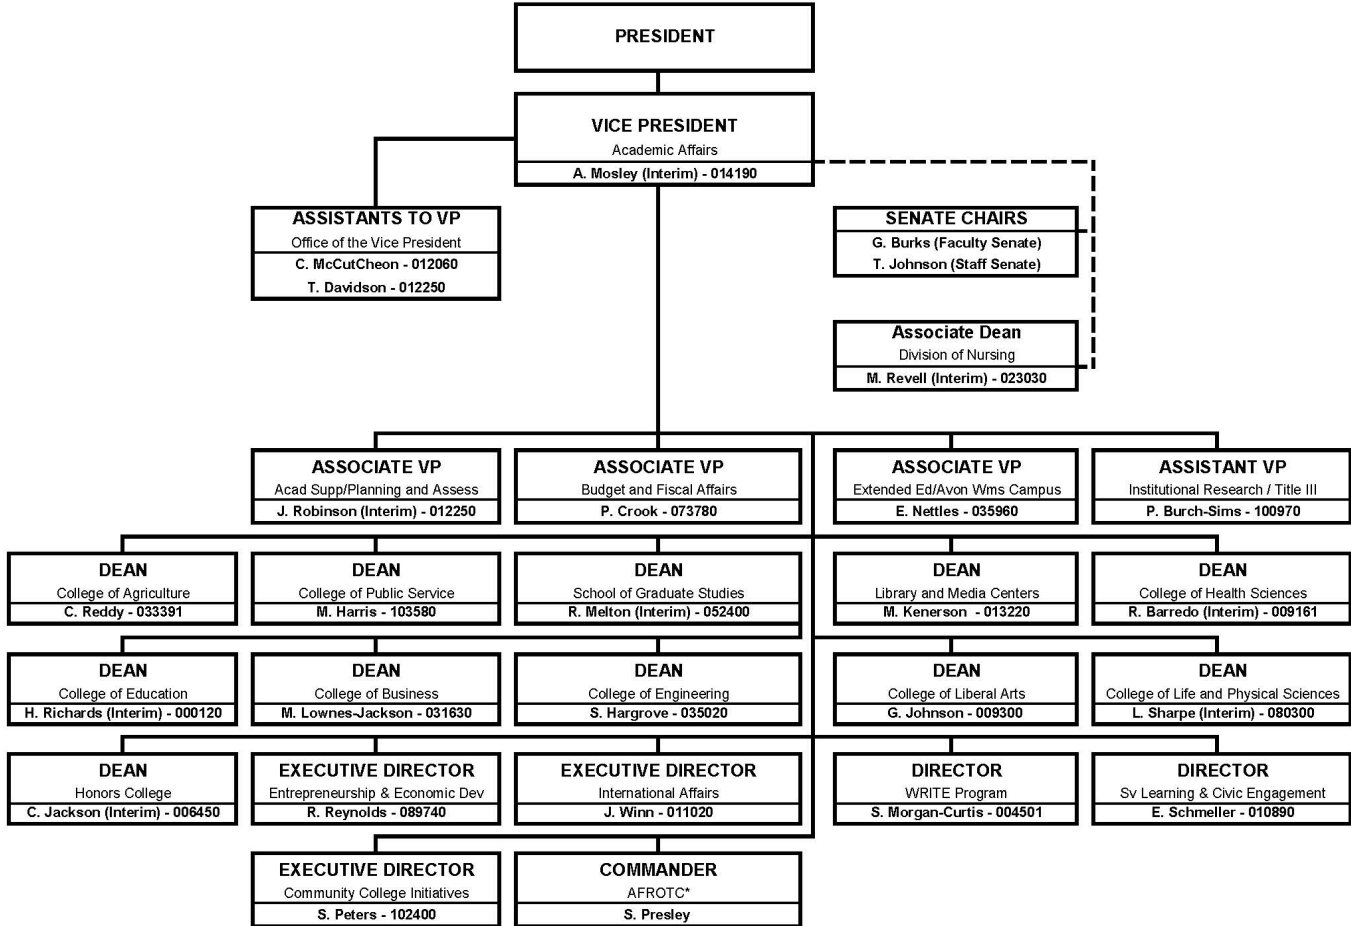 PRESIDENT
VICE PRESIDENT
Academic Affairs
A. Mosley (Interim) - 014190
ASSISTANTS TO VP
Office of the Vice President
C. McCutCheon - 012060
T. Davidson - 012250
SENATE CHAIRS
G. Burks (Faculty Senate)
T. Johnson (Staff Senate)
Associate Dean
Division of Nursing
M. Revell (Interim) - 023030
ASSOCIATE VP
Acad Supp/Planning and Assess
J. Robinson (Interim) - 012250
ASSOCIATE VP
Budget and Fiscal Affairs
P. Crook - 073780
ASSOCIATE VP
Extended Ed/Avon Wms Campus
E. Nettles - 035960
ASSISTANT VP
Institutional Research / Title III
P. Burch-Sims - 100970
DEAN
College of Agriculture
C. Reddy - 033391
DEAN
College of Public Service
M. Harris - 103580
DEAN
School of Graduate Studies
R. Melton (Interim) - 052400
DEAN
Library and Media Centers
M. Kenerson - 013220
DEAN
College of Health Sciences
R. Barredo (Interim) - 009161
DEAN
College of Education
H. Richards (Interim) - 000120
DEAN
College of Business
M. Lownes-Jackson - 031630
DEAN
College of Engineering
S. Hargrove - 035020
DEAN
College of Liberal Arts
G. Johnson - 009300
DEAN
College of Life and Physical Sciences
L. Sharpe (Interim) - 080300
DEAN
Honors College
C. Jackson (Interim) - 006450
EXECUTIVE DIRECTOR
Entrepreneurship & Economic Dev
R. Reynolds - 089740
EXECUTIVE DIRECTOR
International Affairs
J. Winn - 011020
DIRECTOR
WRITE Program
S. Morgan-Curtis - 004501
DIRECTOR
Sv Learning & Civic Engagement
E. Schmeller - 010890
EXECUTIVE DIRECTOR
Community College Initiatives
S. Peters - 102400
COMMANDER
AFROTC*
S. Presley